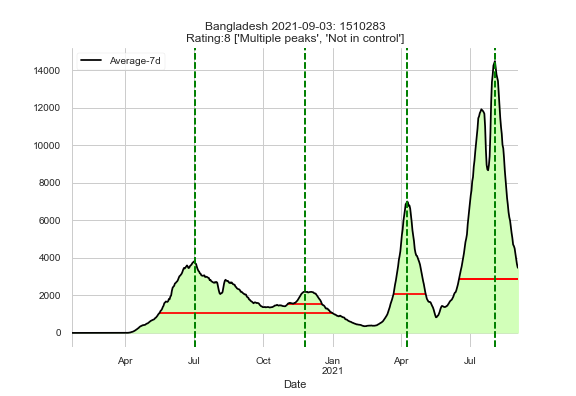 Bangladesh 2021-09-03: 1510283
Rating:8 ['Multiple peaks', 'Not in control']
Average-7d
14000
12000
10000
8000
6000
4000
2000
0
Apr Jul Oct Jan Apr Jul
2021
Date